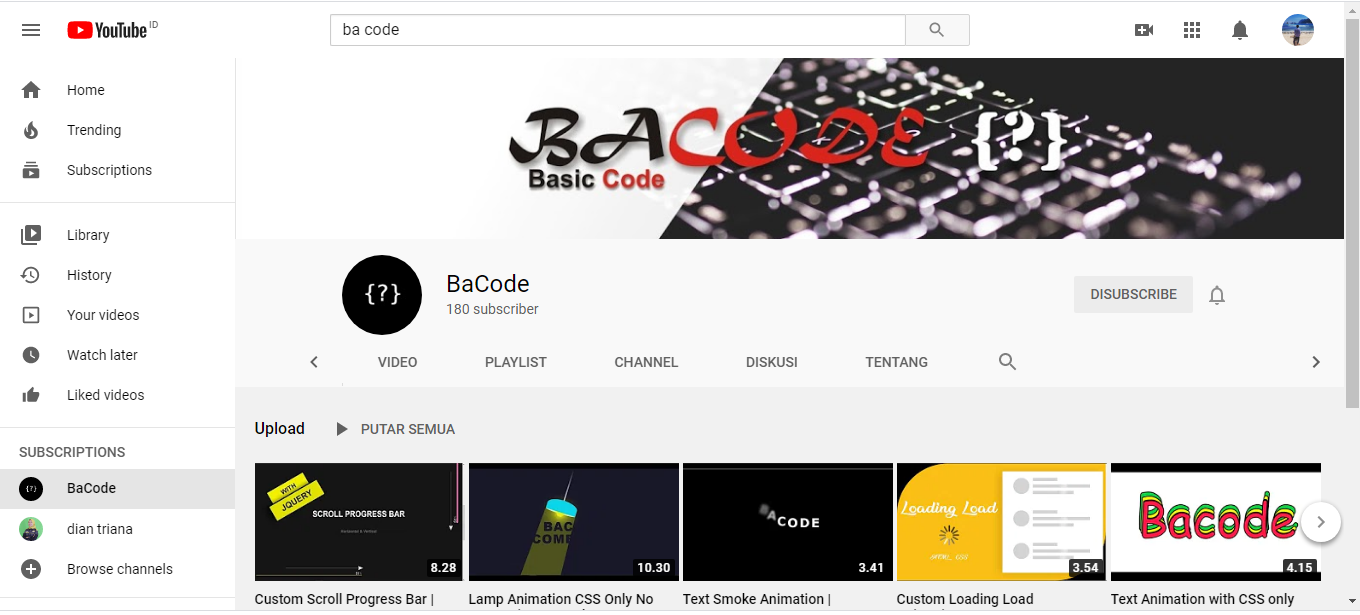 YouTube ID
ba code
Home
Trending
Subscriptions
Library
History
Your videos
Watch later
Liked videos
SUBSCRIPTIONS
BaCode
dian triana
Browse channels
BACODE {?}
Basic Code
{?}
BaCode
180 subscriber
DISUBSCRIBE
VIDEO PLAYLIST CHANNEL DISKUSI TENTANG
Upload PUTAR SEMUA
WITH
JQUERY
SCROLL PROGRESS BAR
8.28
Custom Scroll Progress Bar |
BAC
COME
10.30
Lamp Animation CSS Only No
BACODE
3.41
Text Smoke Animation |
Loading Load
3.54
Custom Loading Load
Bacode
4.15
Text Animation with CSS only